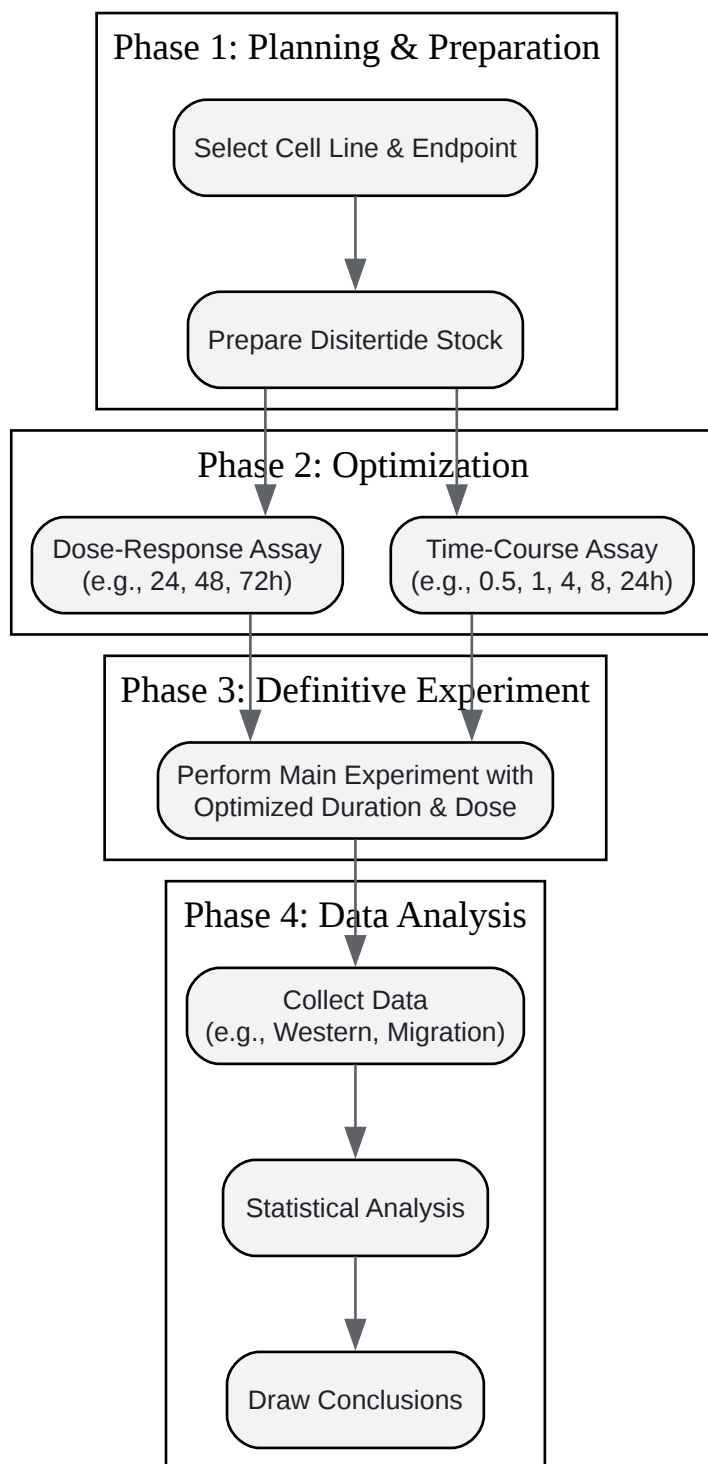 Phase 1: Planning & Preparation
Select Cell Line & Endpoint
Prepare Disitertide Stock
Phase 2: Optimization
Dose-Response Assay
(e.g., 24, 48, 72h)
Time-Course Assay
(e.g., 0.5, 1, 4, 8, 24h)
Phase 3: Definitive Experiment
Perform Main Experiment with
Optimized Duration & Dose
Phase 4: Data Analysis
Collect Data
(e.g., Western, Migration)
Statistical Analysis
Draw Conclusions